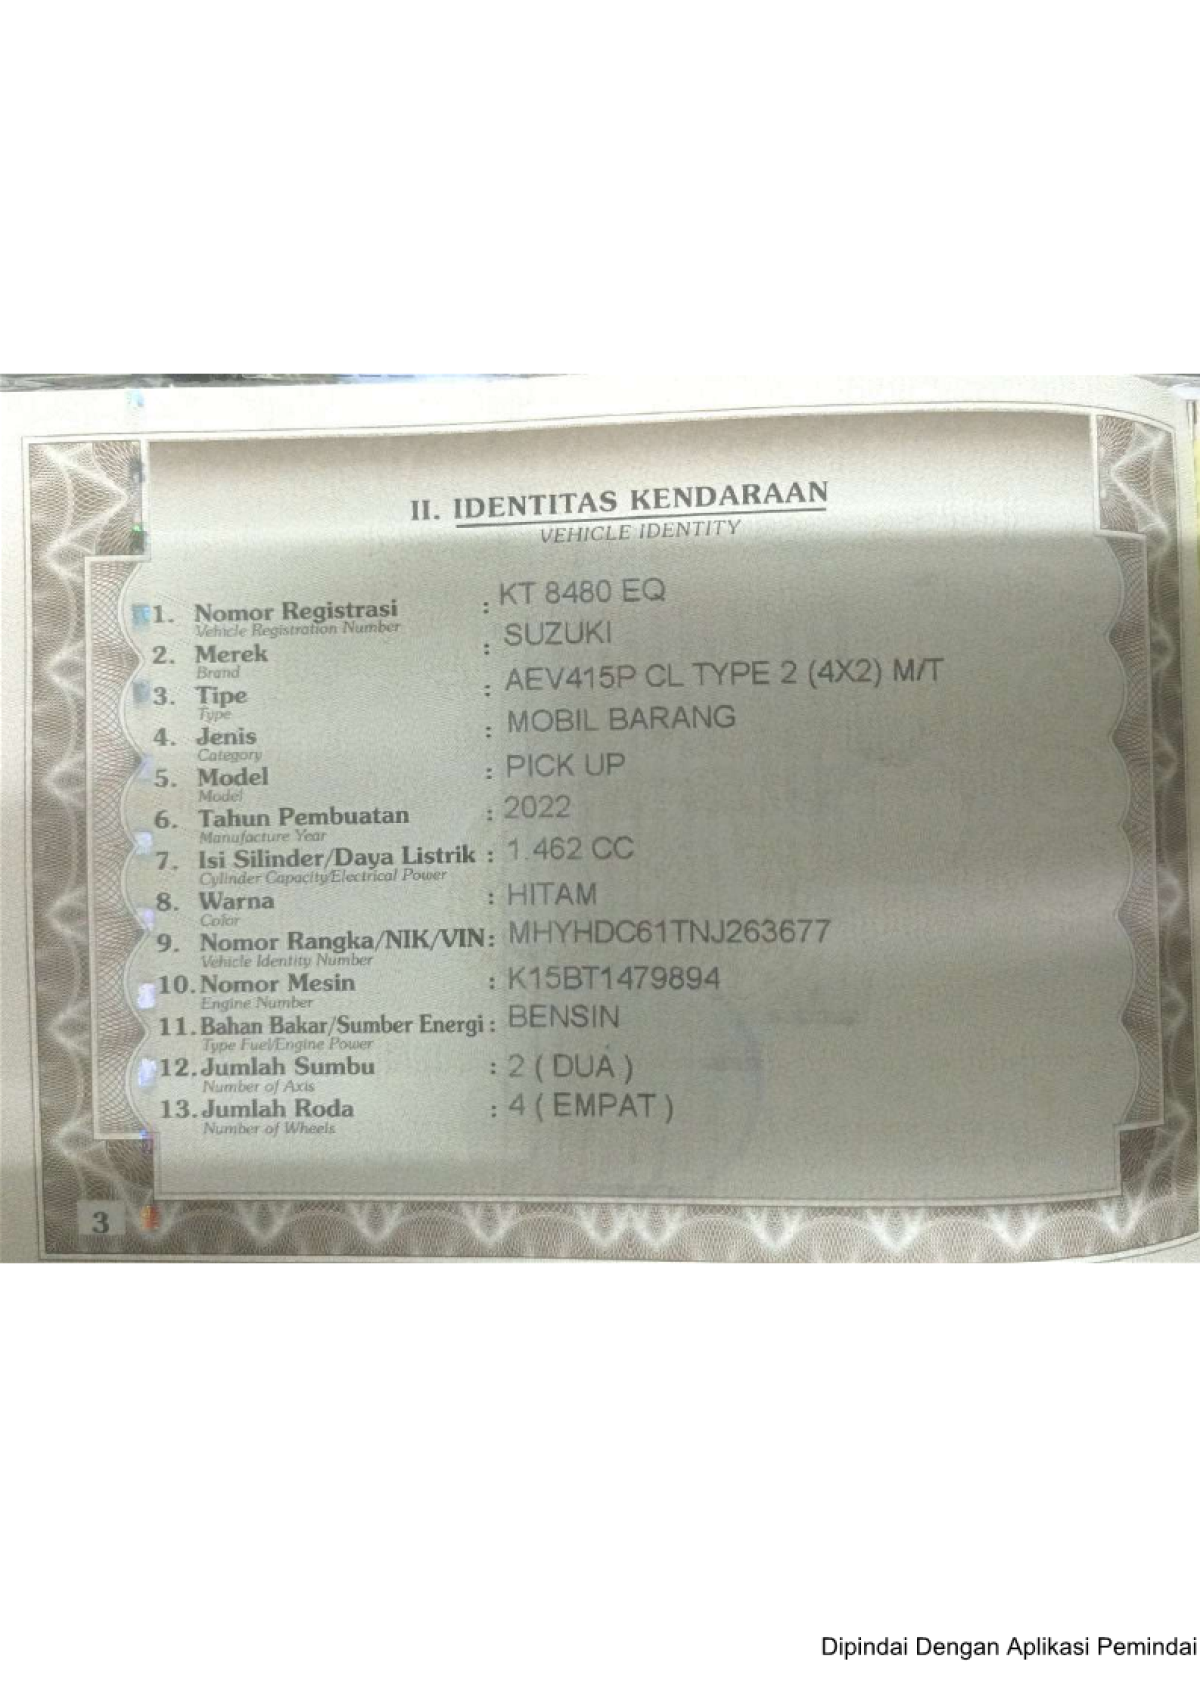 II. IDENTITAS KENDARAAN
VEHICLE IDENTITY
1. Nomor Registrasi : KT 8480 EQ
Vehicle Registration Number
2. Merek : SUZUKI
Brand
3. Tipe : AEV415P CL TYPE 2 (4X2) M/T
Type
4. Jenis : MOBIL BARANG
Category
5. Model : PICK UP
Model
6. Tahun Pembuatan : 2022
Manufacture Year
7. Isi Silinder/Daya Listrik : 1.462 CC
Cylinder Capacity/Electrical Power
8. Warna : HITAM
Color
9. Nomor Rangka/NIK/VIN: MHYHDC61TNJ263677
Vehicle Identity Number
10. Nomor Mesin : K15BT1479894
Engine Number
11. Bahan Bakar/Sumber Energi : BENSIN
Type Fuel/Engine Power
12. Jumlah Sumbu : 2 ( DUA )
Number of Axis
13. Jumlah Roda : 4 ( EMPAT )
Number of Wheels
3
Dipindai Dengan Aplikasi Pemindai